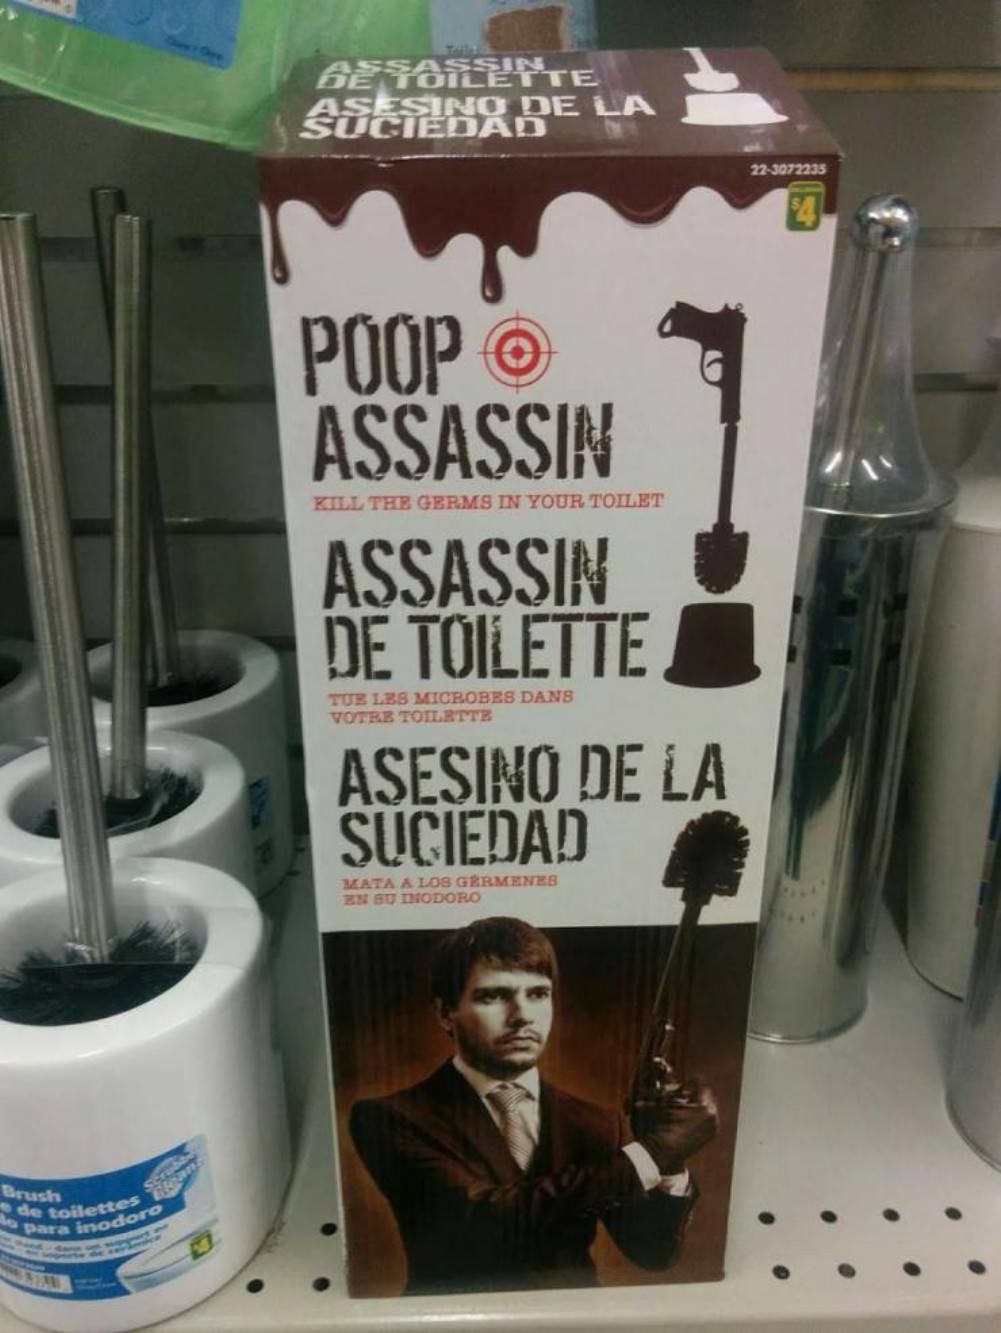 ASSASSIN
DE TOILETTE
ASESINO DE LA
SUCIEDAD
22-3072235
$4
POOP
ASSASSIN
KILL THE GERMS IN YOUR TOILET
ASSASSIN
DE TOILETTE
TUE LES MICROBES DANS
VOTRE TOILETTE
ASESINO DE LA
SUCIEDAD
MATA A LOS GÉRMENES
EN SU INODORO
Brush
e de toilettes
lo para inodoro
$4